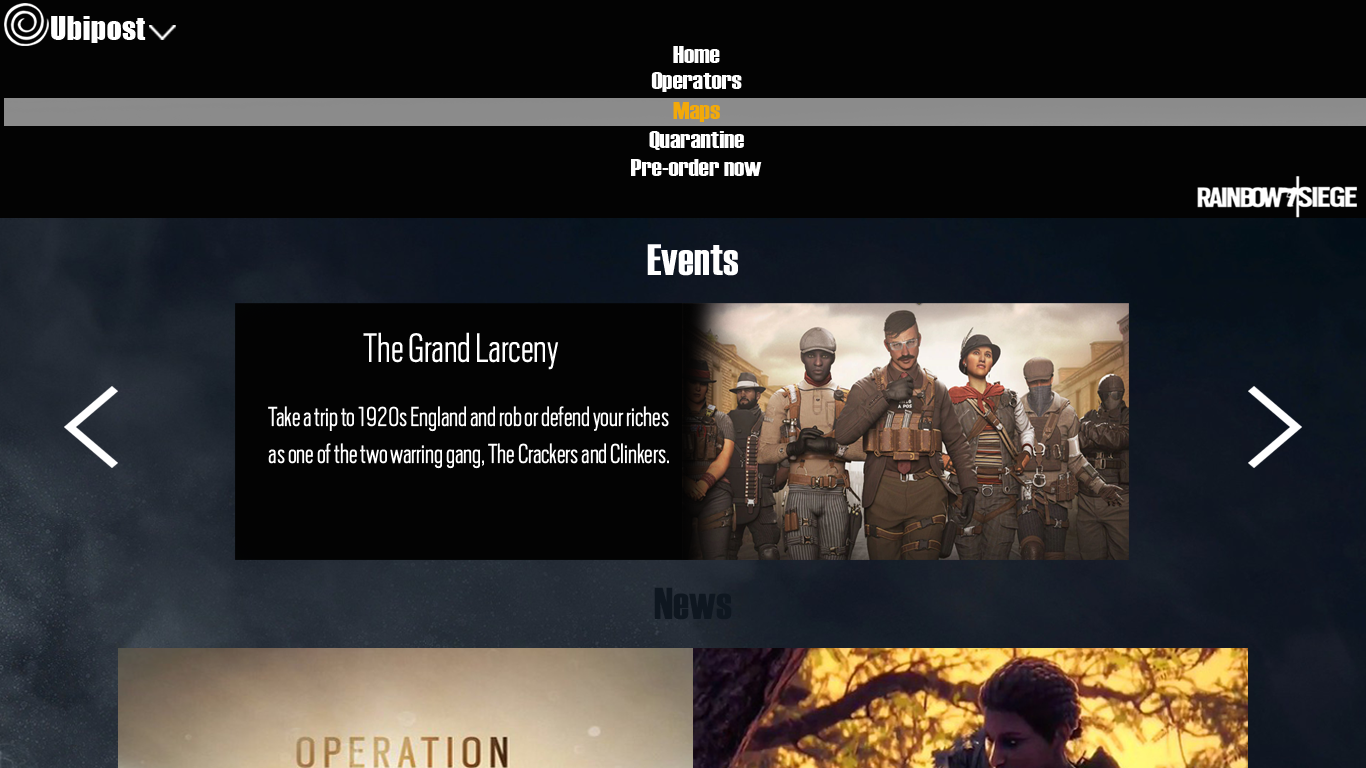 Ubipost
Home
Operators
Maps
Quarantine
Pre-order now
RAINBOW SIEGE
Events
The Grand Larceny
Take a trip to 1920s England and rob or defend your riches
as one of the two warring gang, The Crackers and Clinkers.
News
OPERATION